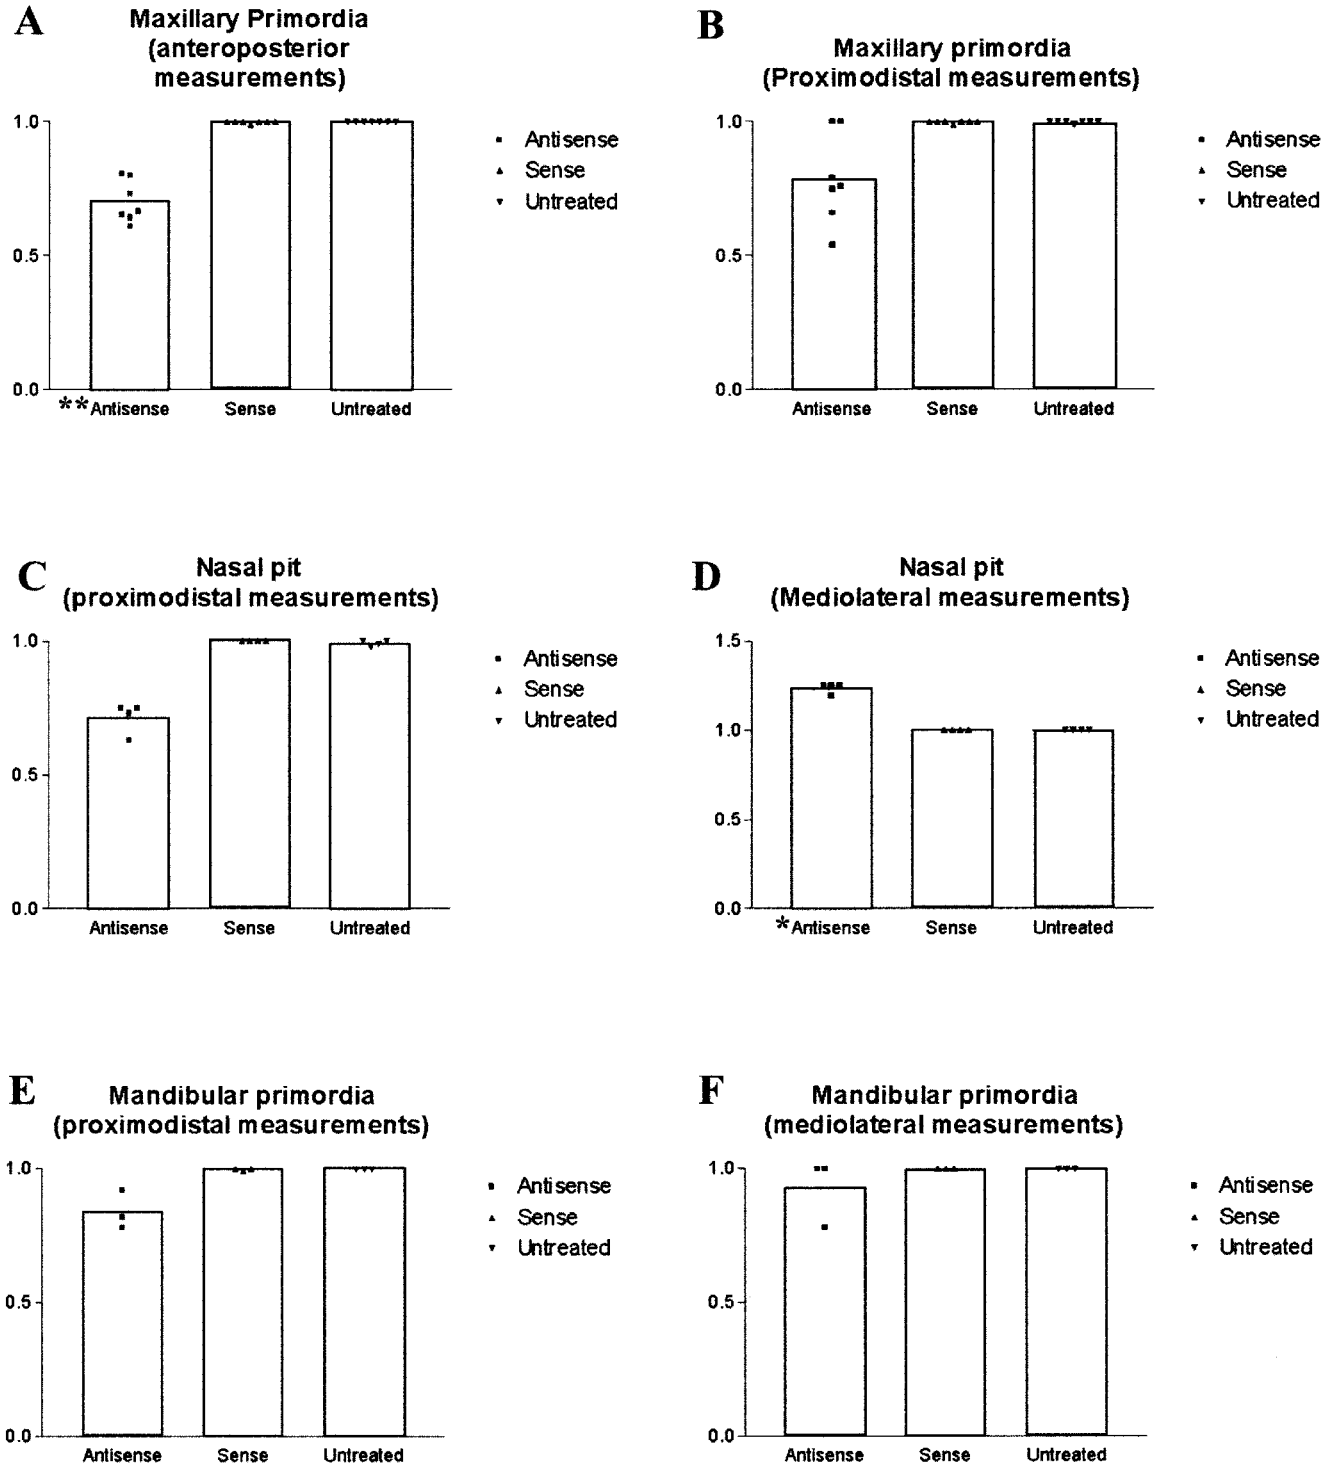 A
Maxillary Primordia
(anteroposterior
measurements)
1.0
0.5
0.0
**Antisense
Sense
Untreated
Antisense
Sense
Untreated
B
Maxillary primordia
(Proximodistal measurements)
1.0
0.5
0.0
Antisense
Sense
Untreated
Antisense
Sense
Untreated
C
Nasal pit
(proximodistal measurements)
1.0
0.5
0.0
Antisense
Sense
Untreated
Antisense
Sense
Untreated
D
Nasal pit
(Mediolateral measurements)
1.5
1.0
0.5
0.0
*Antisense
Sense
Untreated
Antisense
Sense
Untreated
E
Mandibular primordia
(proximodistal measurements)
1.0
0.5
0.0
Antisense
Sense
Untreated
Antisense
Sense
Untreated
F
Mandibular primordia
(mediolateral measurements)
1.0
0.5
0.0
Antisense
Sense
Untreated
Antisense
Sense
Untreated